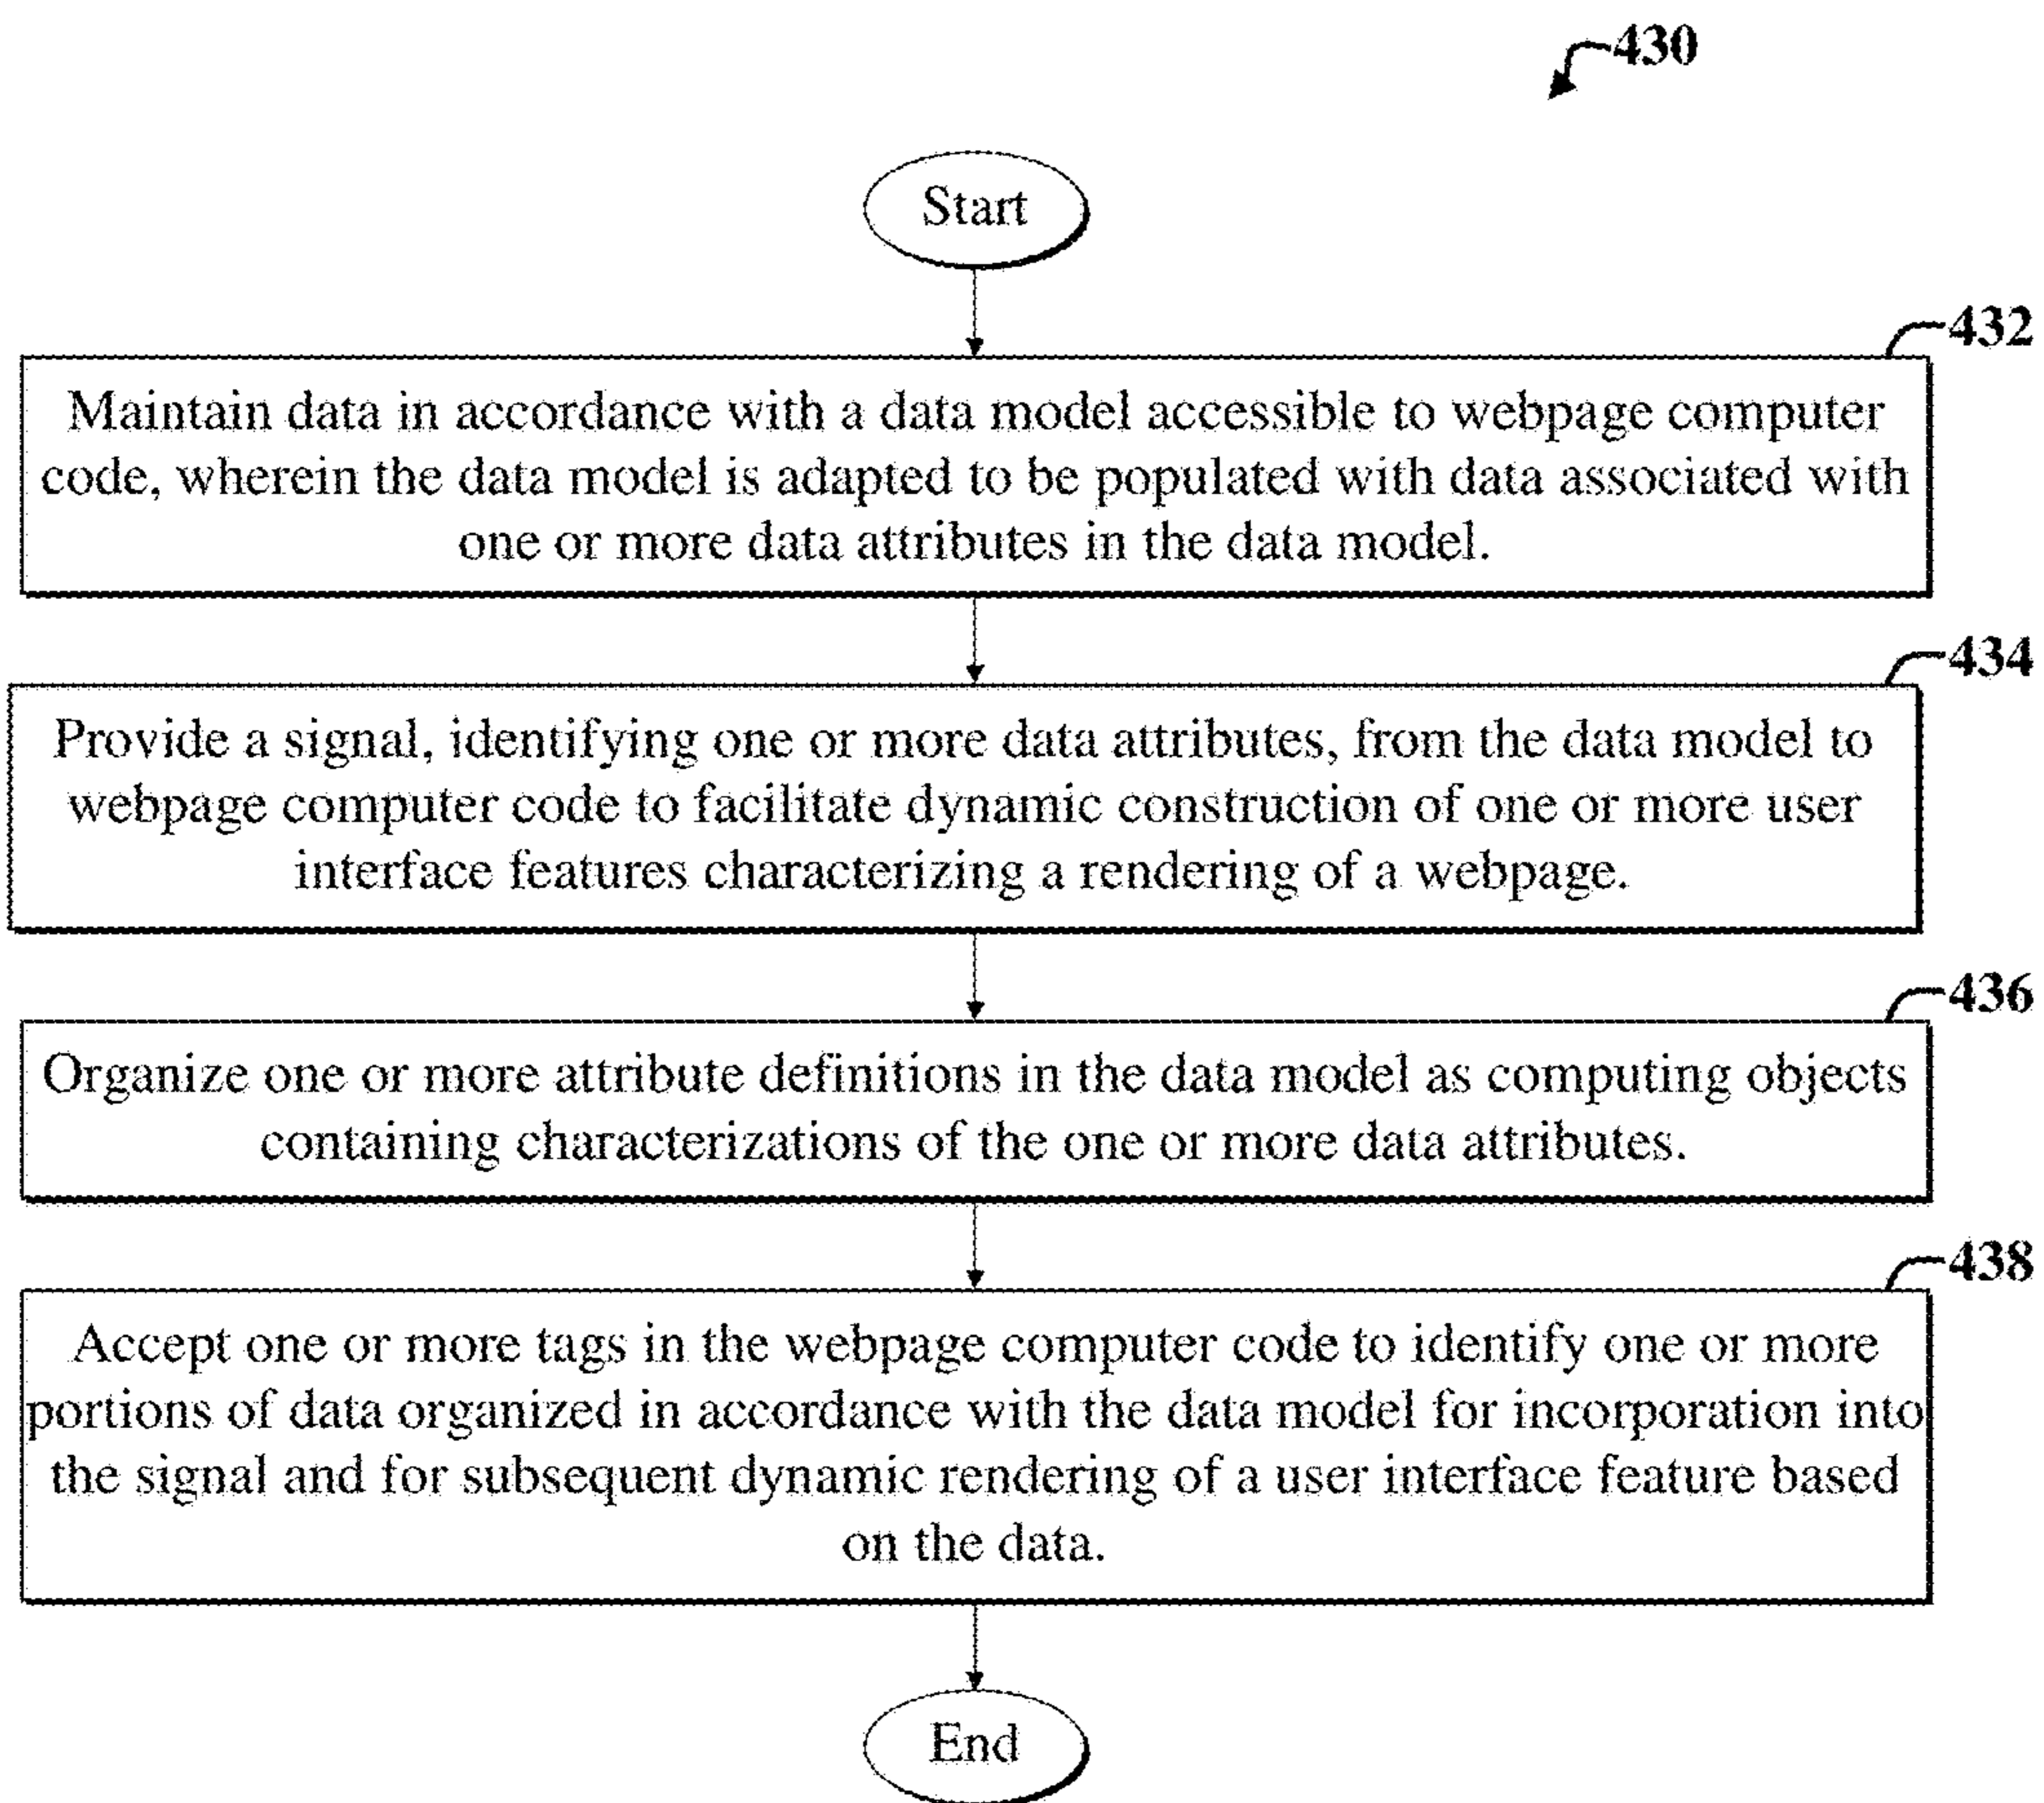 430
Start
432
Maintain data in accordance with a data model accessible to webpage computer
code, wherein the data model is adapted to be populated with data associated with
one or more data attributes in the data model.
434
Provide a signal, identifying one or more data attributes, from the data model to
webpage computer code to facilitate dynamic construction of one or more user
interface features characterizing a rendering of a webpage.
436
Organize one or more attribute definitions in the data model as computing objects
containing characterizations of the one or more data attributes.
438
Accept one or more tags in the webpage computer code to identify one or more
portions of data organized in accordance with the data model for incorporation into
the signal and for subsequent dynamic rendering of a user interface feature based
on the data.
End